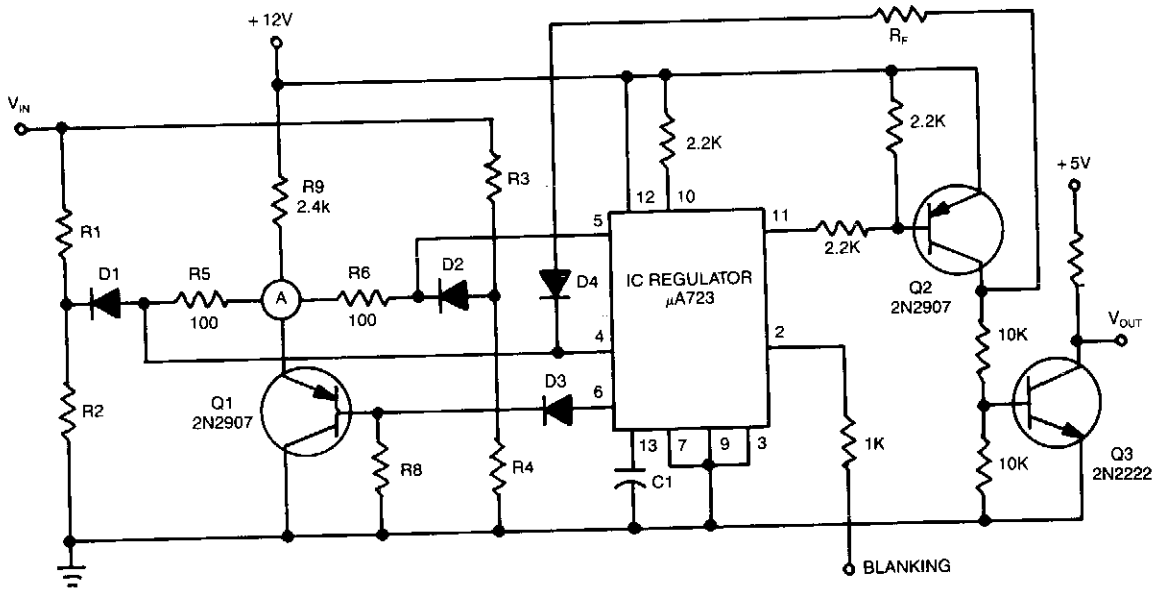 + 12V
R_F
V_IN
2.2K
2.2K
R9
2.4k
R3
+5V
12
10
R1
5
11
D1
R5
R6
D2
D4
IC REGULATOR
μA723
2.2K
A
Q2
2N2907
100
100
V_OUT
4
2
10K
D3
Q1
2N2907
6
R2
13
7
9
3
1K
R8
R4
C1
10K
Q3
2N2222
BLANKING